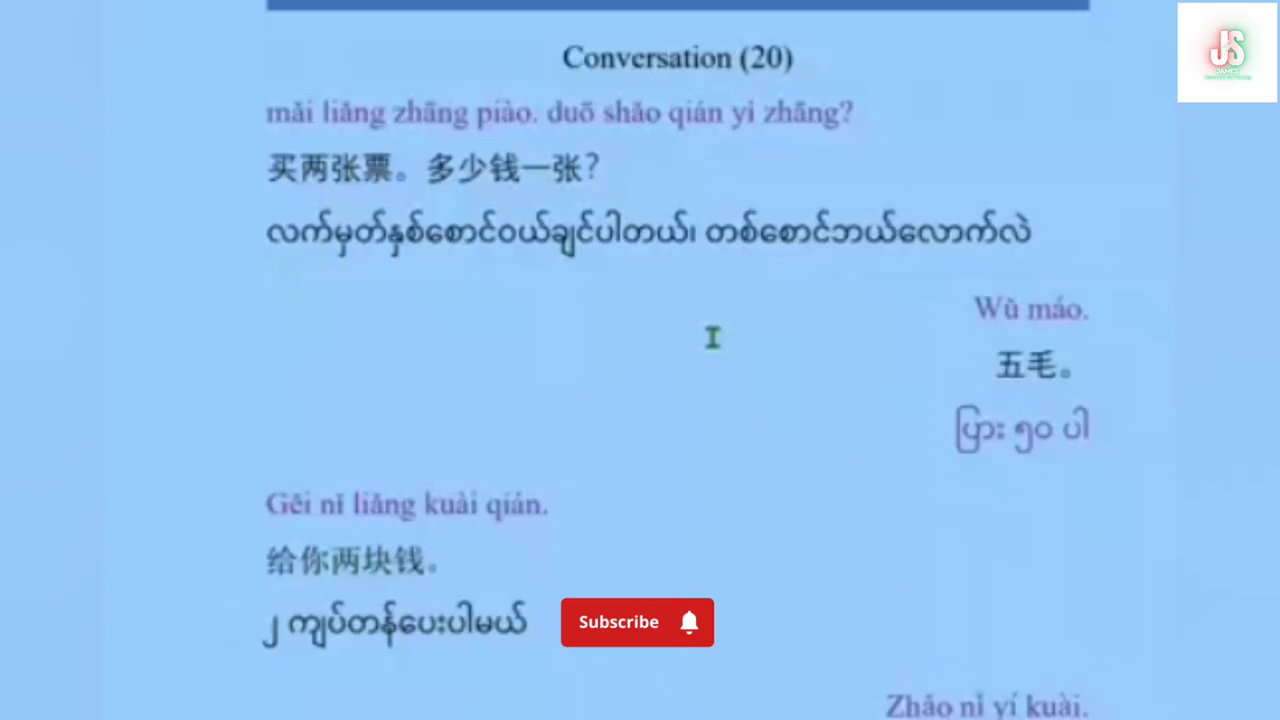 Conversation (20)
mǎi liǎng zhāng piào. duō shǎo qián yì zhāng?
买两张票。多少钱一张?
လက်မှတ်နှစ်စောင်ဝယ်ချင်ပါတယ်၊ တစ်စောင်ဘယ်လောက်လဲ
Wǔ máo.
五毛。
ပြား ၅၀ ပါ
Gěi nǐ liǎng kuài qián.
给你两块钱。
၂ ကျပ်တန်ပေးပါမယ်
Subscribe
Zhǎo nǐ yí kuài.
JS
JAMES